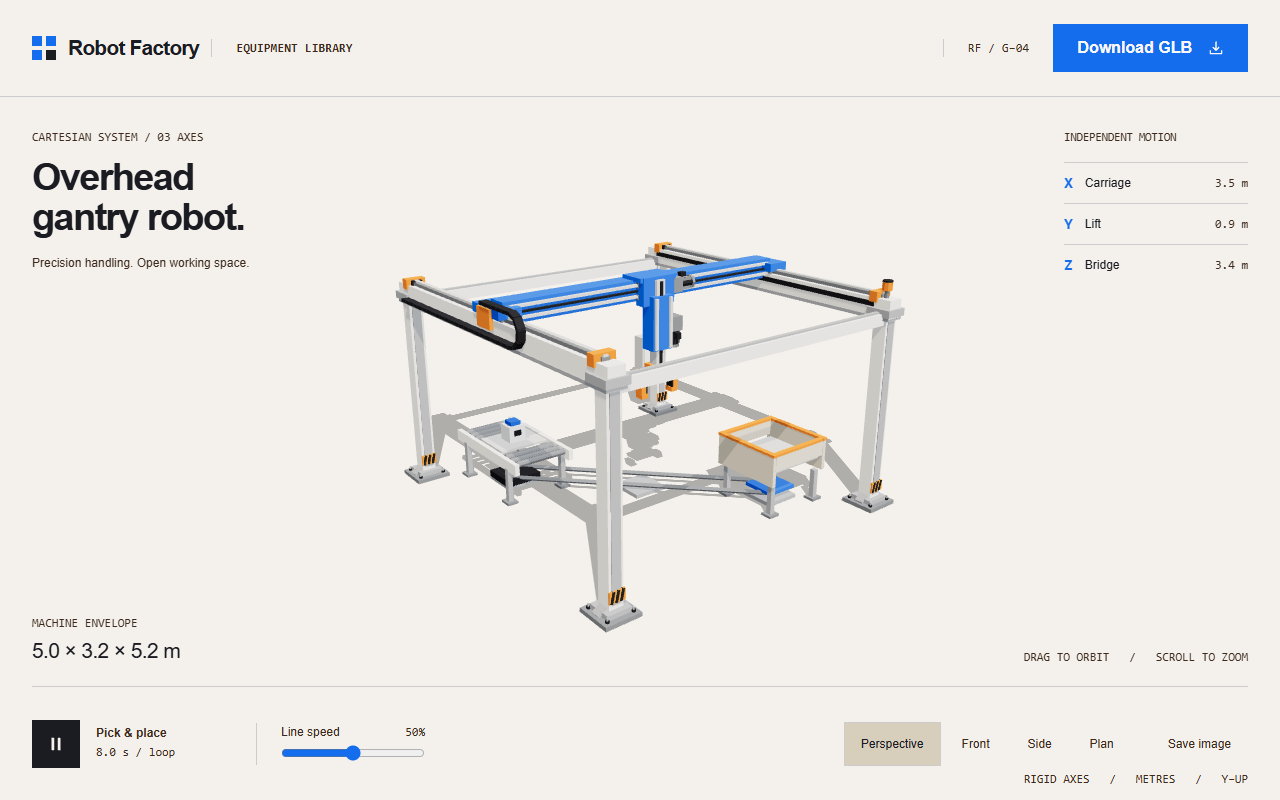 Robot Factory
EQUIPMENT LIBRARY
RF / G-04
Download GLB
CARTESIAN SYSTEM / 03 AXES
Overhead
gantry robot.
Precision handling. Open working space.
INDEPENDENT MOTION
X Carriage 3.5 m
Y Lift 0.9 m
Z Bridge 3.4 m
MACHINE ENVELOPE
5.0 × 3.2 × 5.2 m
DRAG TO ORBIT / SCROLL TO ZOOM
Pick & place
8.0 s / loop
Line speed 50%
Perspective Front Side Plan Save image
RIGID AXES / METRES / Y-UP